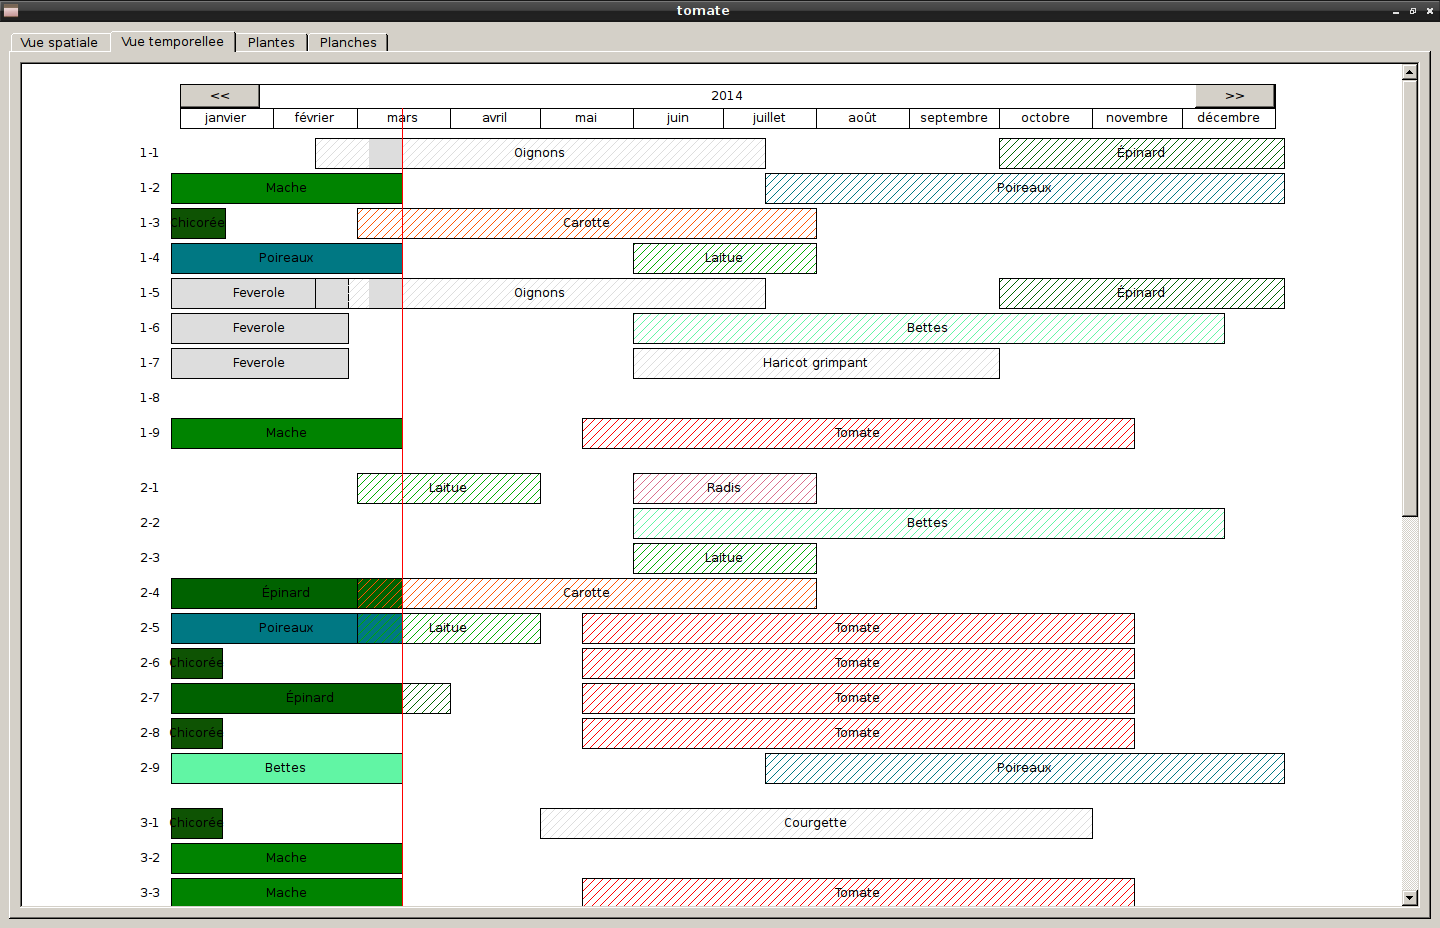 tomate
Vue spatiale Vue temporellee Plantes Planches
<< 2014 >>
janvier février mars avril mai juin juillet août septembre octobre novembre décembre
1-1 Oignons Épinard
1-2 Mache Poireaux
1-3 Chicorée Carotte
1-4 Poireaux Laitue
1-5 Feverole Oignons Épinard
1-6 Feverole Bettes
1-7 Feverole Haricot grimpant
1-8
1-9 Mache Tomate
2-1 Laitue Radis
2-2 Bettes
2-3 Laitue
2-4 Épinard Carotte
2-5 Poireaux Laitue Tomate
2-6 Chicorée Tomate
2-7 Épinard Tomate
2-8 Chicorée Tomate
2-9 Bettes Poireaux
3-1 Chicorée Courgette
3-2 Mache
3-3 Mache Tomate